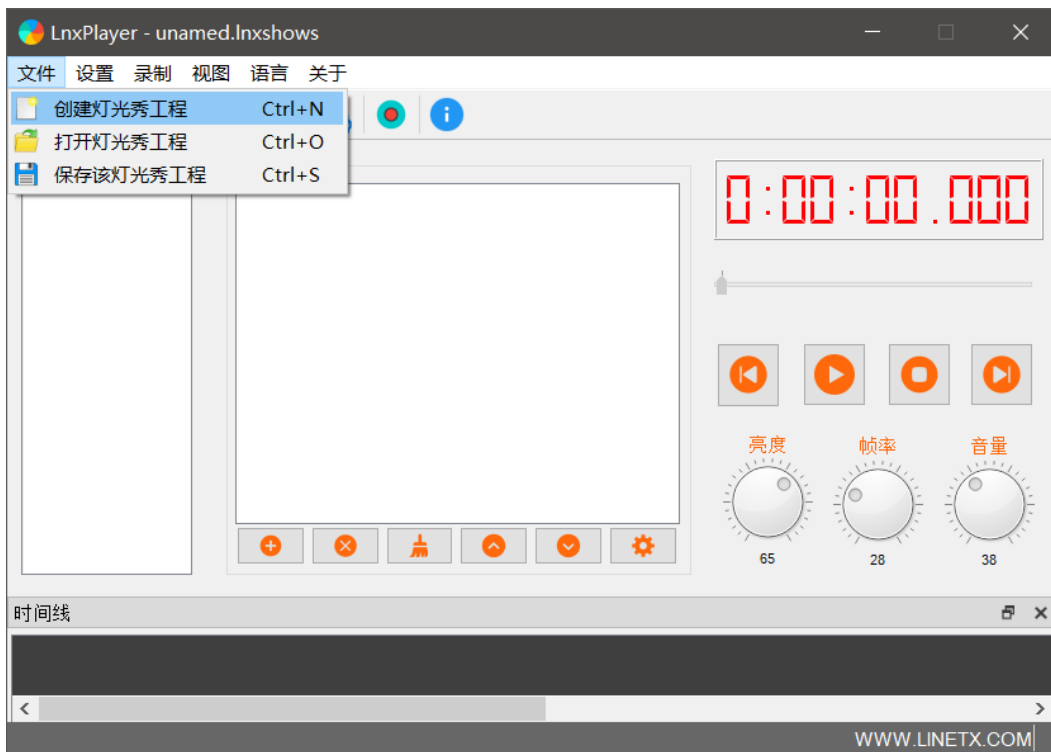 LnxPlayer - unamed.lnxshows
文件 设置 录制 视图 语言 关于
创建灯光秀工程 Ctrl+N
打开灯光秀工程 Ctrl+O
保存该灯光秀工程 Ctrl+S
0:00:00.000
亮度 帧率 音量
65 28 38
时间线
WWW.LINETX.COM